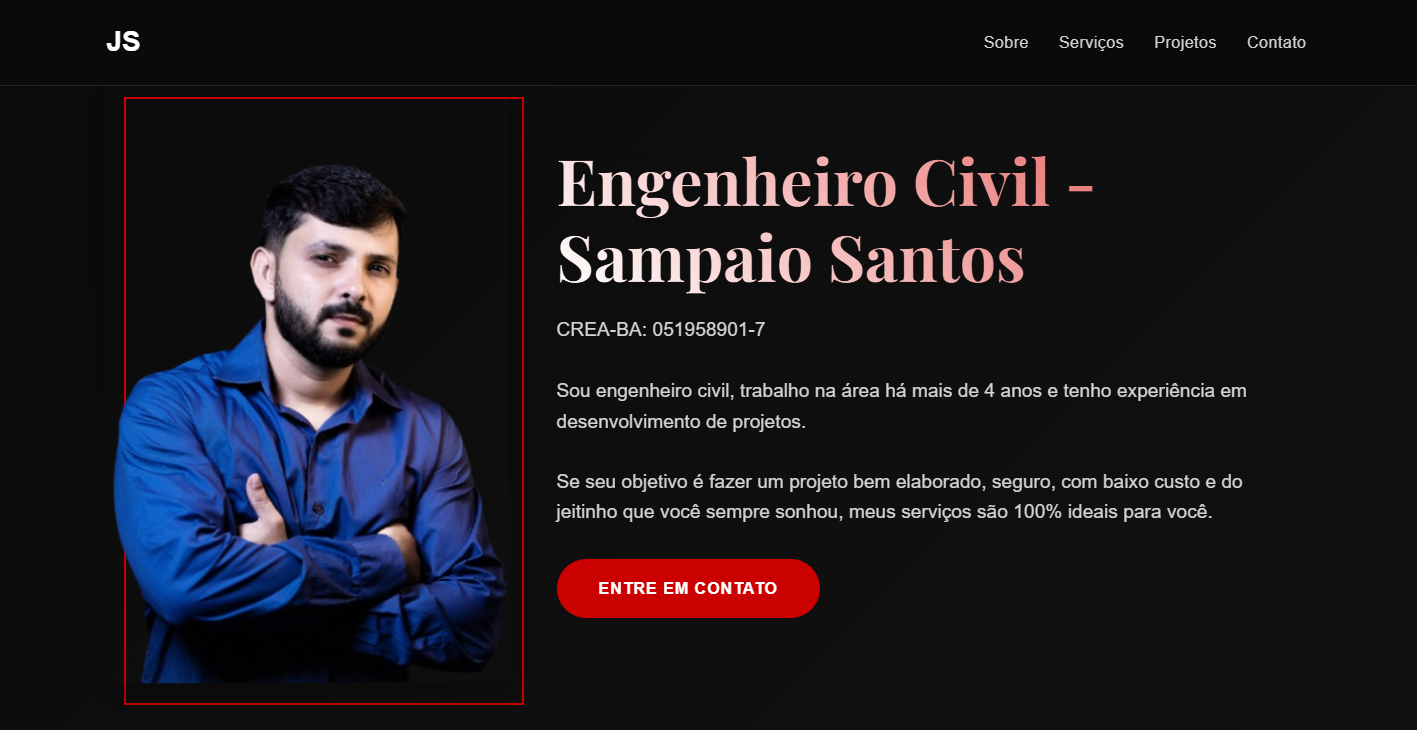 JS
Sobre
Serviços
Projetos
Contato
Engenheiro Civil -
Sampaio Santos
CREA-BA: 051958901-7
Sou engenheiro civil, trabalho na área há mais de 4 anos e tenho experiência em
desenvolvimento de projetos.
Se seu objetivo é fazer um projeto bem elaborado, seguro, com baixo custo e do
jeitinho que você sempre sonhou, meus serviços são 100% ideais para você.
ENTRE EM CONTATO